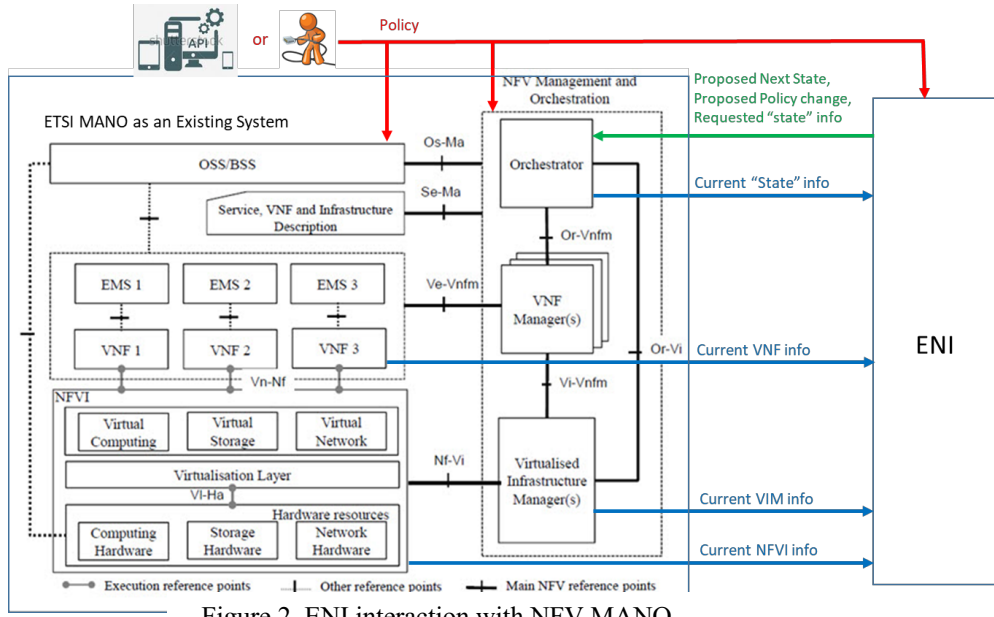 API
or
Policy
ETSI MANO as an Existing System
NFV Management and
Orchestration
Proposed Next State,
Proposed Policy change,
Requested “state” info
OSS/BSS
Os-Ma
Orchestrator
Current “State” info
Se-Ma
Service, VNF and Infrastructure
Description
Or-Vnfm
EMS 1
EMS 2
EMS 3
Ve-Vnfm
VNF
Manager(s)
VNF 1
VNF 2
VNF 3
Or-Vi
Current VNF info
ENI
Vn-Nf
Vi-Vnfm
NFVI
Virtual
Computing
Virtual
Storage
Virtual
Network
Virtualisation Layer
Nf-Vi
Virtualised
Infrastructure
Manager(s)
VI-Ha
Current VIM info
Hardware resources
Computing
Hardware
Storage
Hardware
Network
Hardware
Current NFVI info
Execution reference points
Other reference points
Main NFV reference points
Figure 2 ENI interaction with NFV MANO